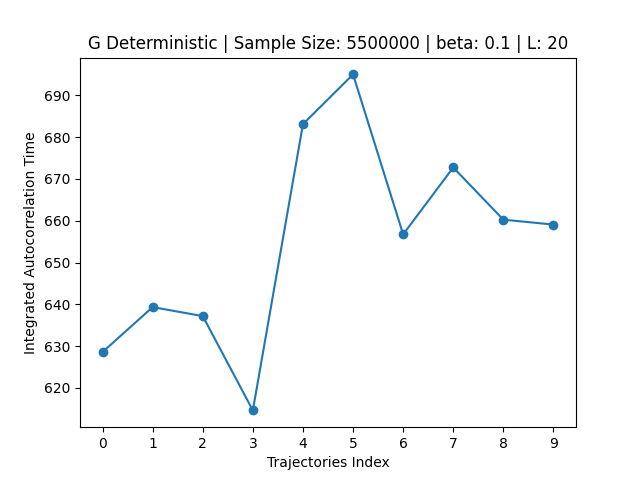 G Deterministic | Sample Size: 5500000 | beta: 0.1 | L: 20
Integrated Autocorrelation Time
690
680
670
660
650
640
630
620
0 1 2 3 4 5 6 7 8 9
Trajectories Index